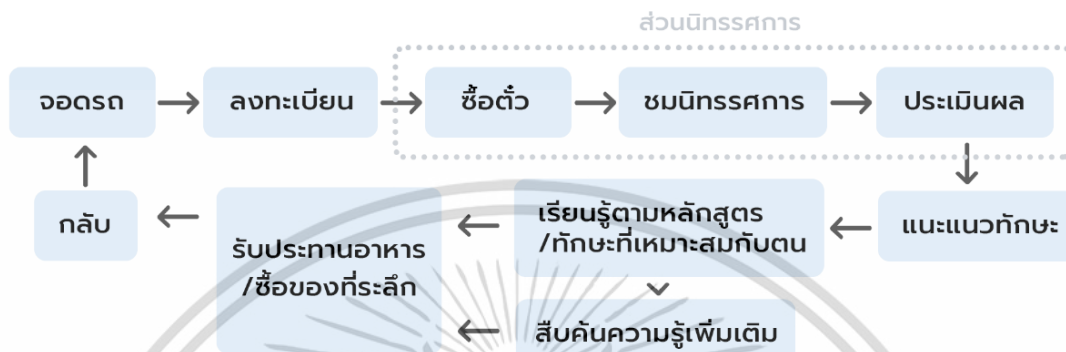 ส่วนนิทรรศการ
จอดรถ
ลงทะเบียน
ซื้อตั๋ว
ชมนิทรรศการ
ประเมินผล
แนะแนวทักษะ
เรียนรู้ตามหลักสูตร
/ทักษะที่เหมาะสมกับตน
สืบค้นความรู้เพิ่มเติม
รับประทานอาหาร
/ซื้อของที่ระลึก
กลับ